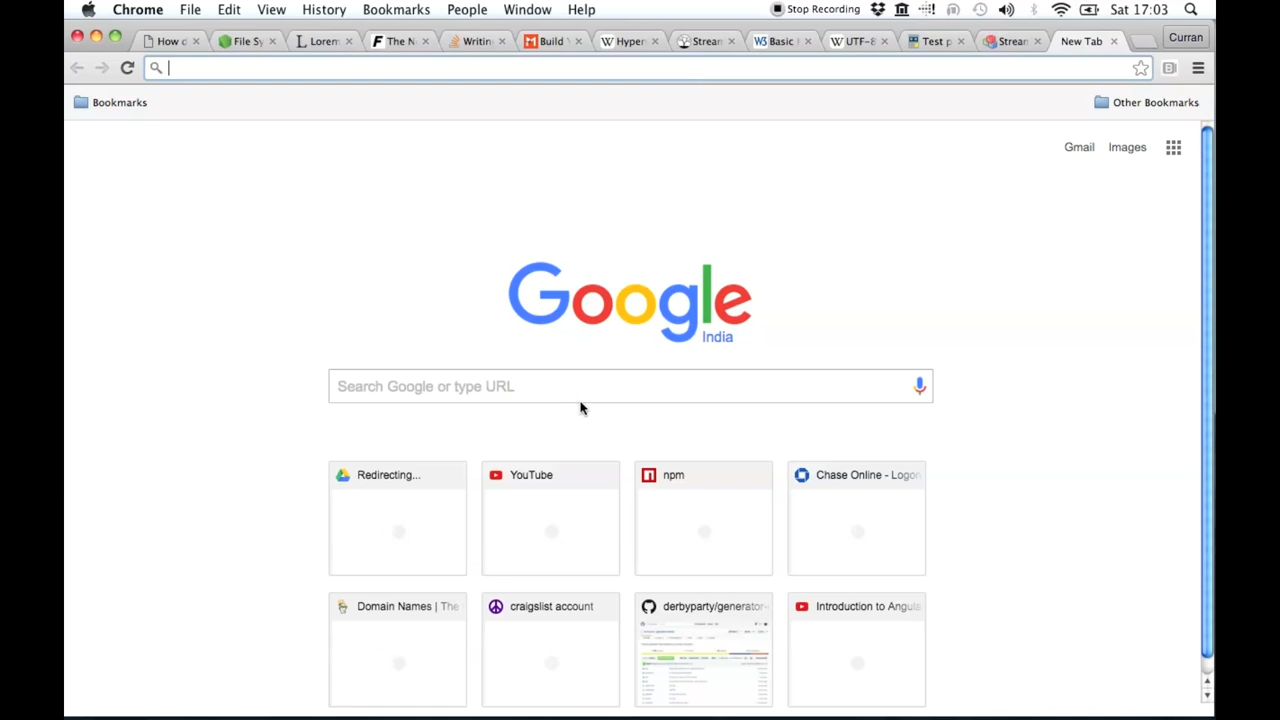 Chrome File Edit View History Bookmarks People Window Help Stop Recording Sat 17:03
How d File Sy Lorem The N Writin Build Hyper Stream Basic UTF-8 Test p Stream New Tab Curran
Bookmarks Other Bookmarks
Gmail Images
Google
India
Search Google or type URL
Redirecting... YouTube npm Chase Online - Logon
Domain Names | The craigslist account derbyparty/generator- Introduction to Angula